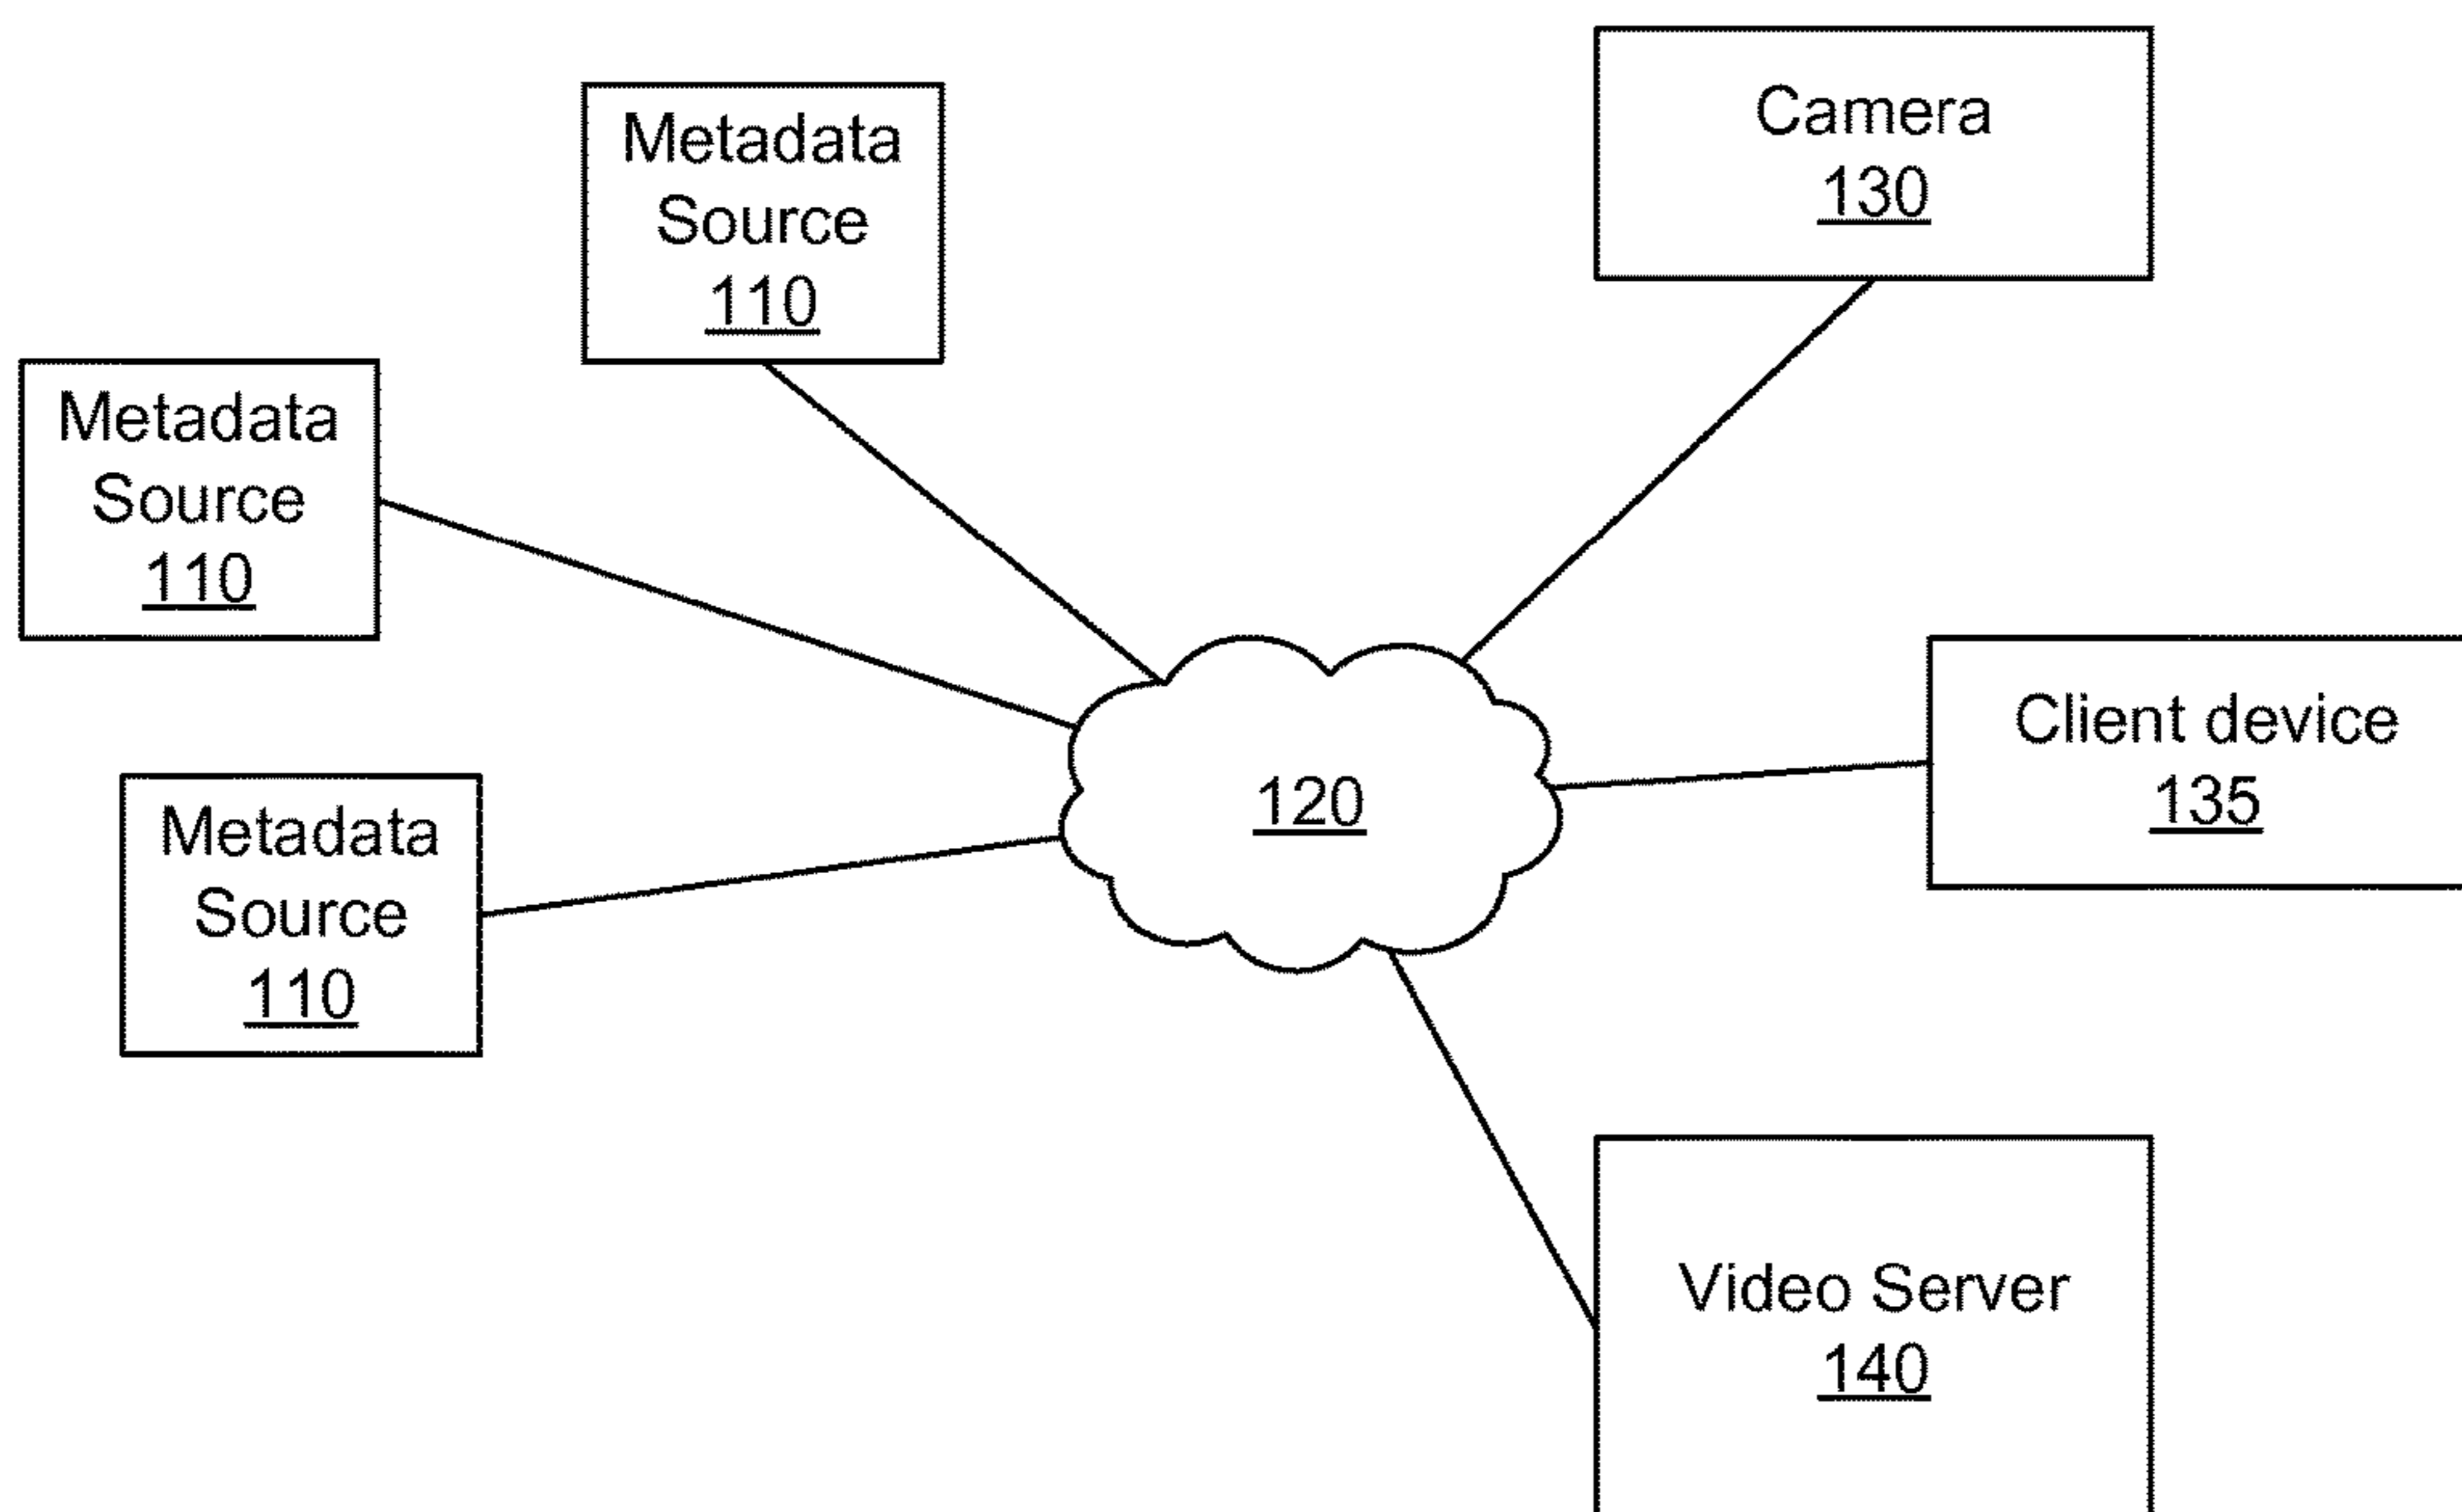 Metadata
Source
110
Camera
130
Metadata
Source
110
Client device
135
120
Metadata
Source
110
Video Server
140